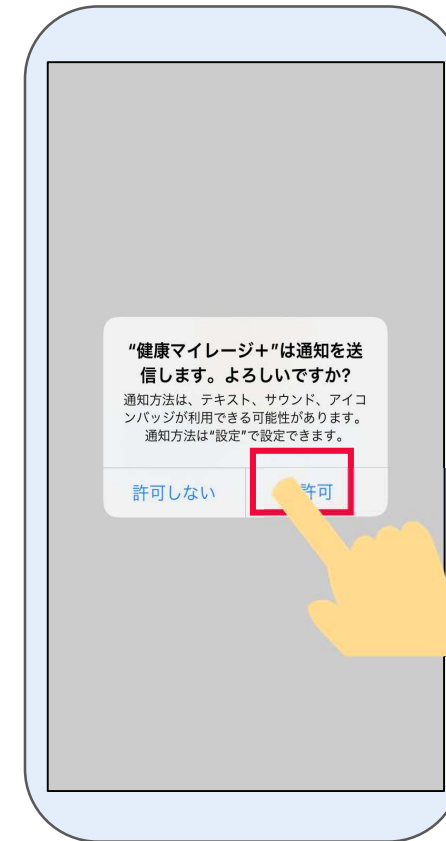 “健康マイレージ+”は通知を送
信します。よろしいですか?
通知方法は、テキスト、サウンド、アイコ
ンバッジが利用できる可能性があります。
通知方法は“設定”で設定できます。
許可しない 許可